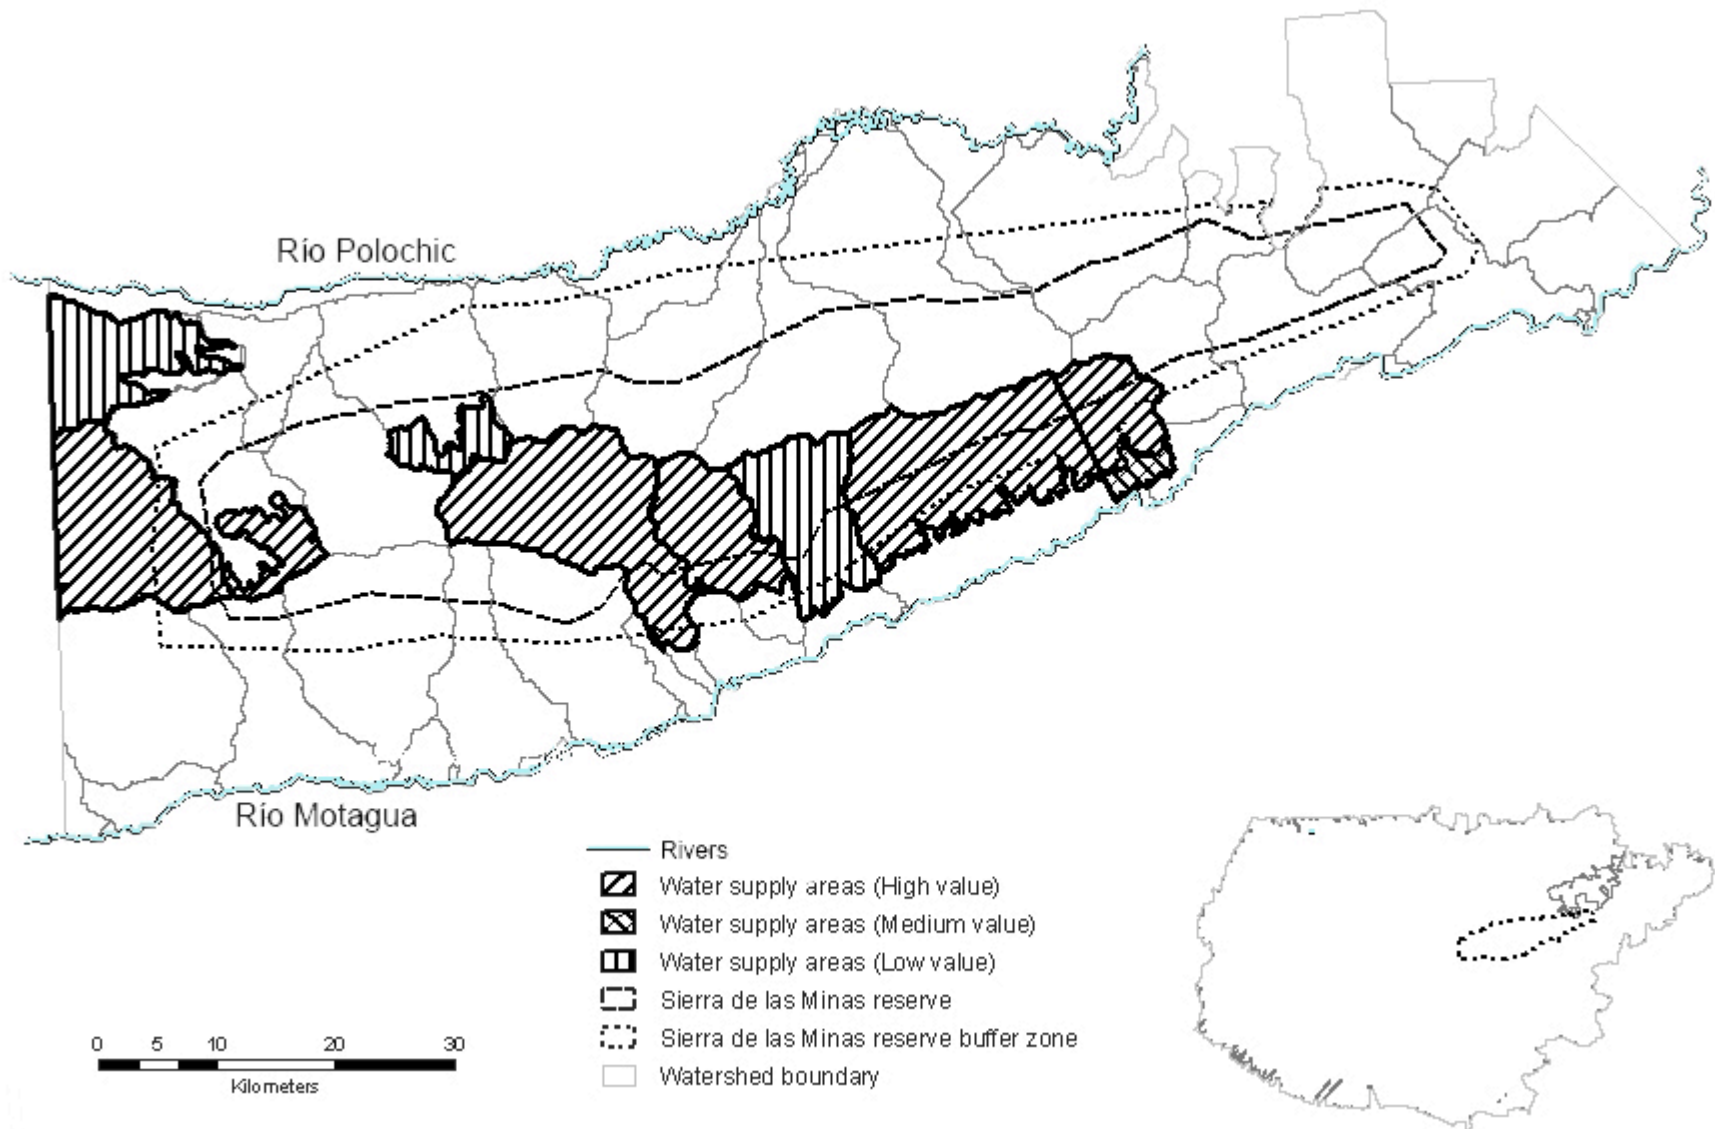 Río Polochic
Río Motagua
Rivers
Water supply areas (High value)
Water supply areas (Medium value)
Water supply areas (Low value)
Sierra de las Minas reserve
Sierra de las Minas reserve buffer zone
Watershed boundary
0 5 10 20 30
Kilometers